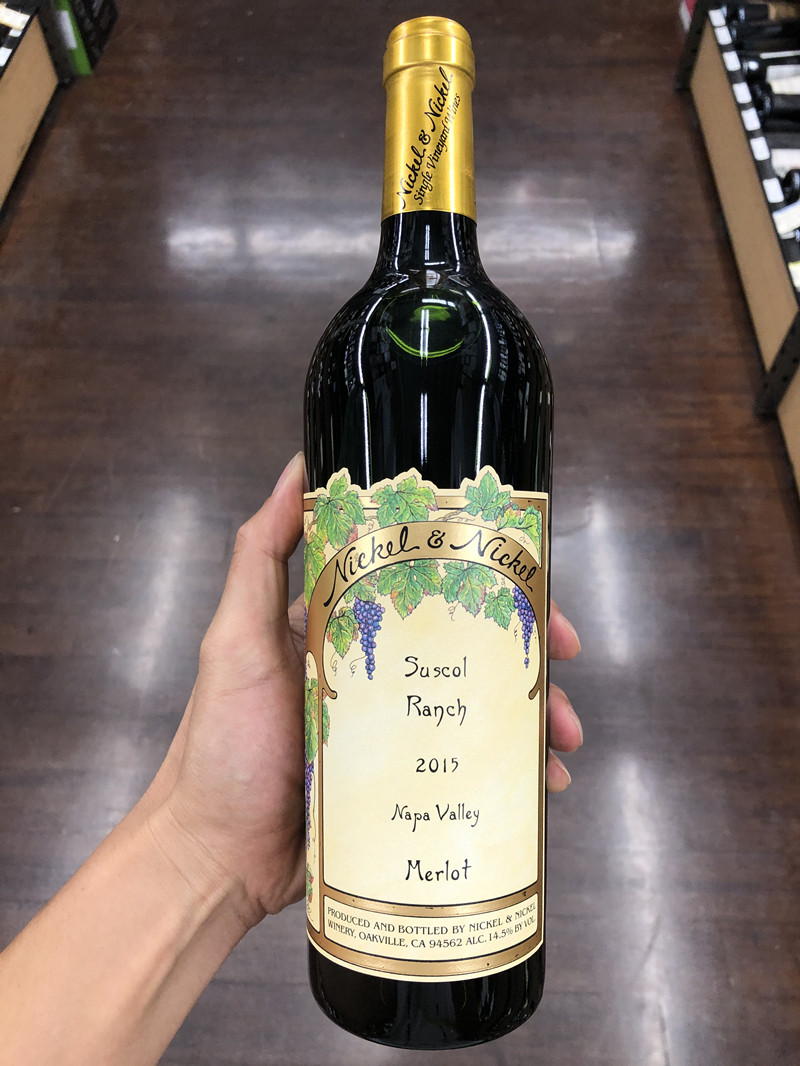 Nickel & Nickel
Single Vineyard Wines
Nickel & Nickel
Suscol
Ranch
2015
Napa Valley
Merlot
PRODUCED AND BOTTLED BY NICKEL & NICKEL
WINERY, OAKVILLE, CA 94562 ALC. 14.5% BY VOL.